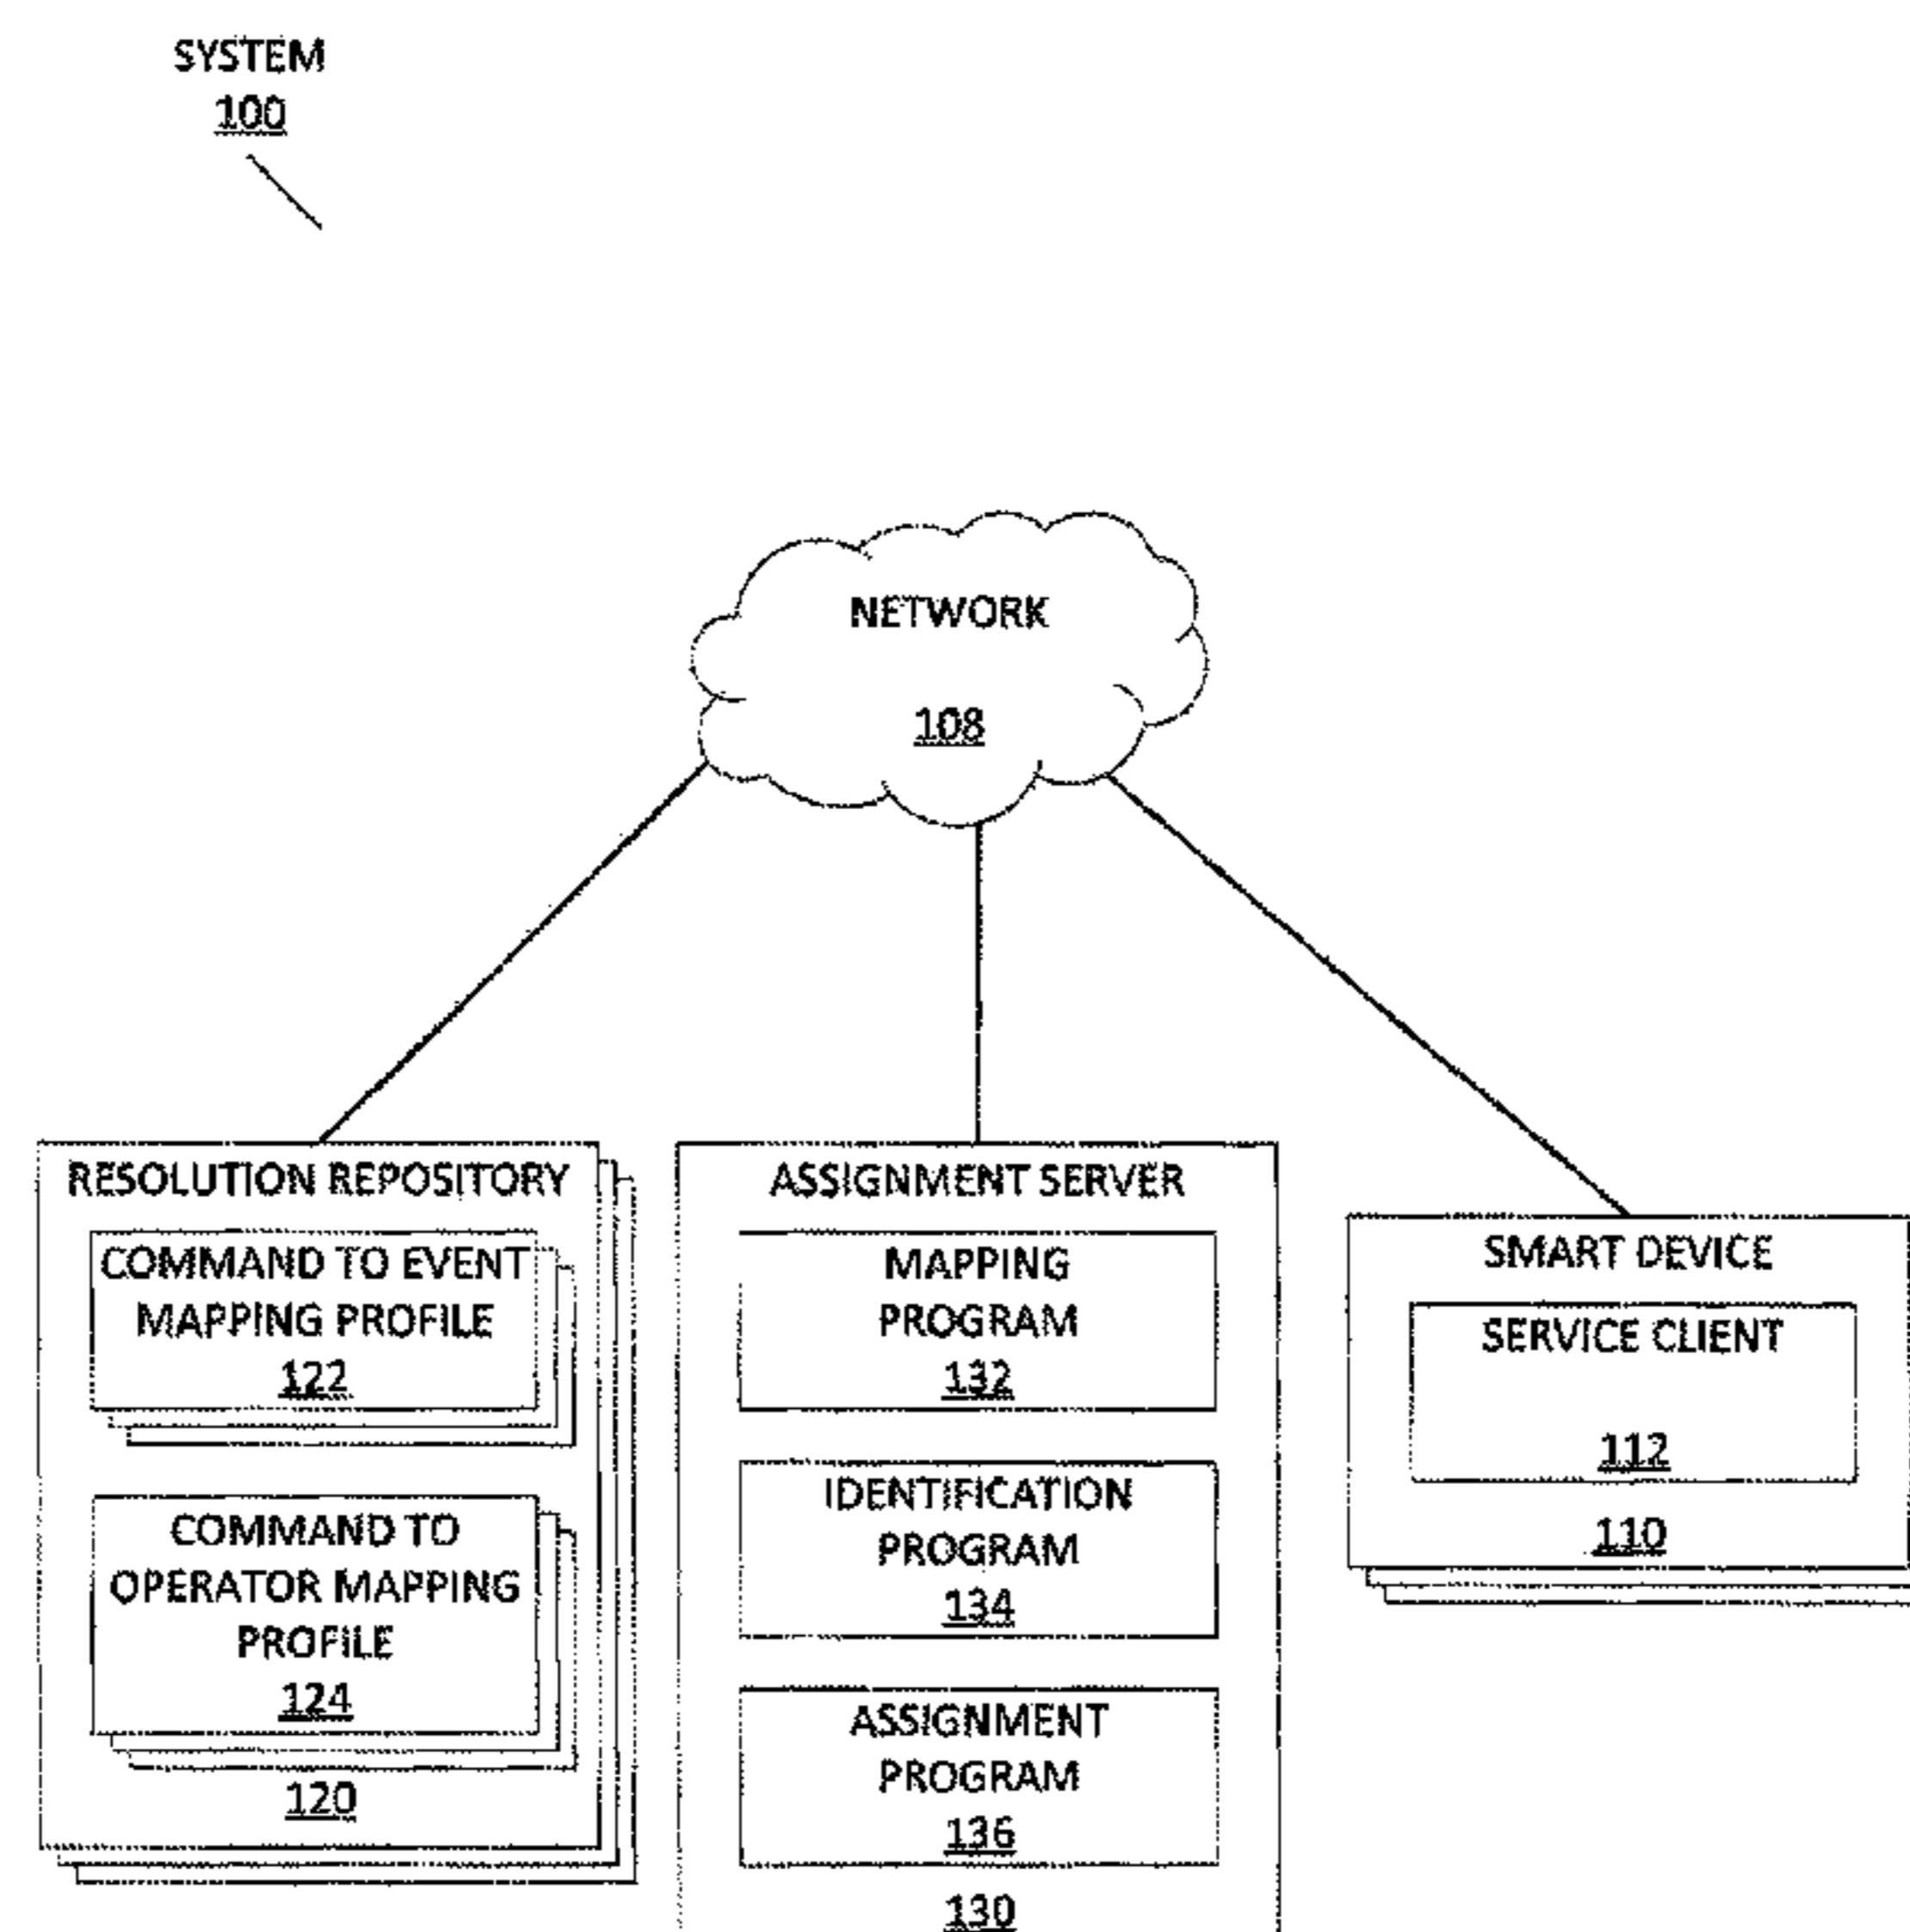 SYSTEM
100
NETWORK
108
RESOLUTION REPOSITORY
COMMAND TO EVENT
MAPPING PROFILE
122
COMMAND TO
OPERATOR MAPPING
PROFILE
124
120
ASSIGNMENT SERVER
MAPPING
PROGRAM
132
IDENTIFICATION
PROGRAM
134
ASSIGNMENT
PROGRAM
136
130
SMART DEVICE
SERVICE CLIENT
112
110